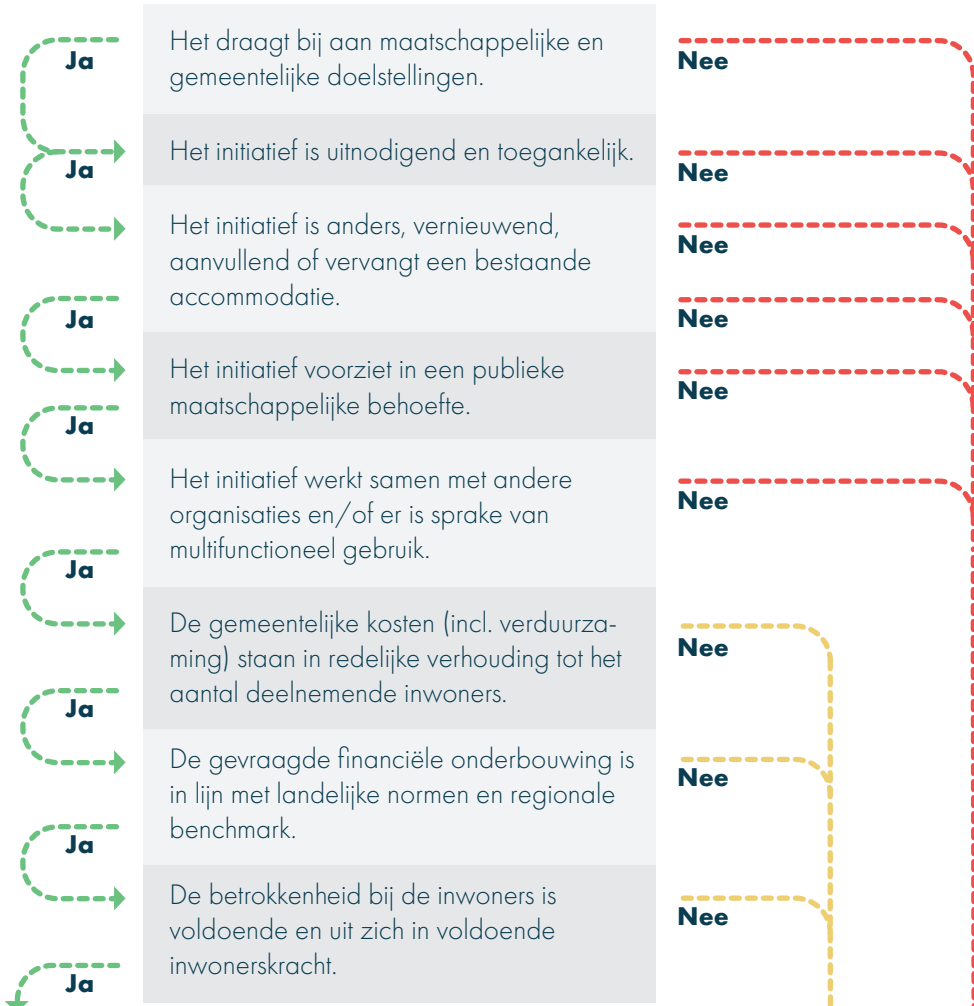 Ja
Het draagt bij aan maatschappelijke en
gemeentelijke doelstellingen.
Nee
Ja
Het initiatief is uitnodigend en toegankelijk.
Nee
Het initiatief is anders, vernieuwend,
aanvullend of vervangt een bestaande
accommodatie.
Nee
Ja
Nee
Het initiatief voorziet in een publieke
maatschappelijke behoefte.
Nee
Ja
Het initiatief werkt samen met andere
organisaties en/of er is sprake van
multifunctioneel gebruik.
Nee
Ja
De gemeentelijke kosten (incl. verduurza-
ming) staan in redelijke verhouding tot het
aantal deelnemende inwoners.
Nee
Ja
De gevraagde financiële onderbouwing is
in lijn met landelijke normen en regionale
benchmark.
Nee
Ja
De betrokkenheid bij de inwoners is
voldoende en uit zich in voldoende
inwonerskracht.
Nee
Ja